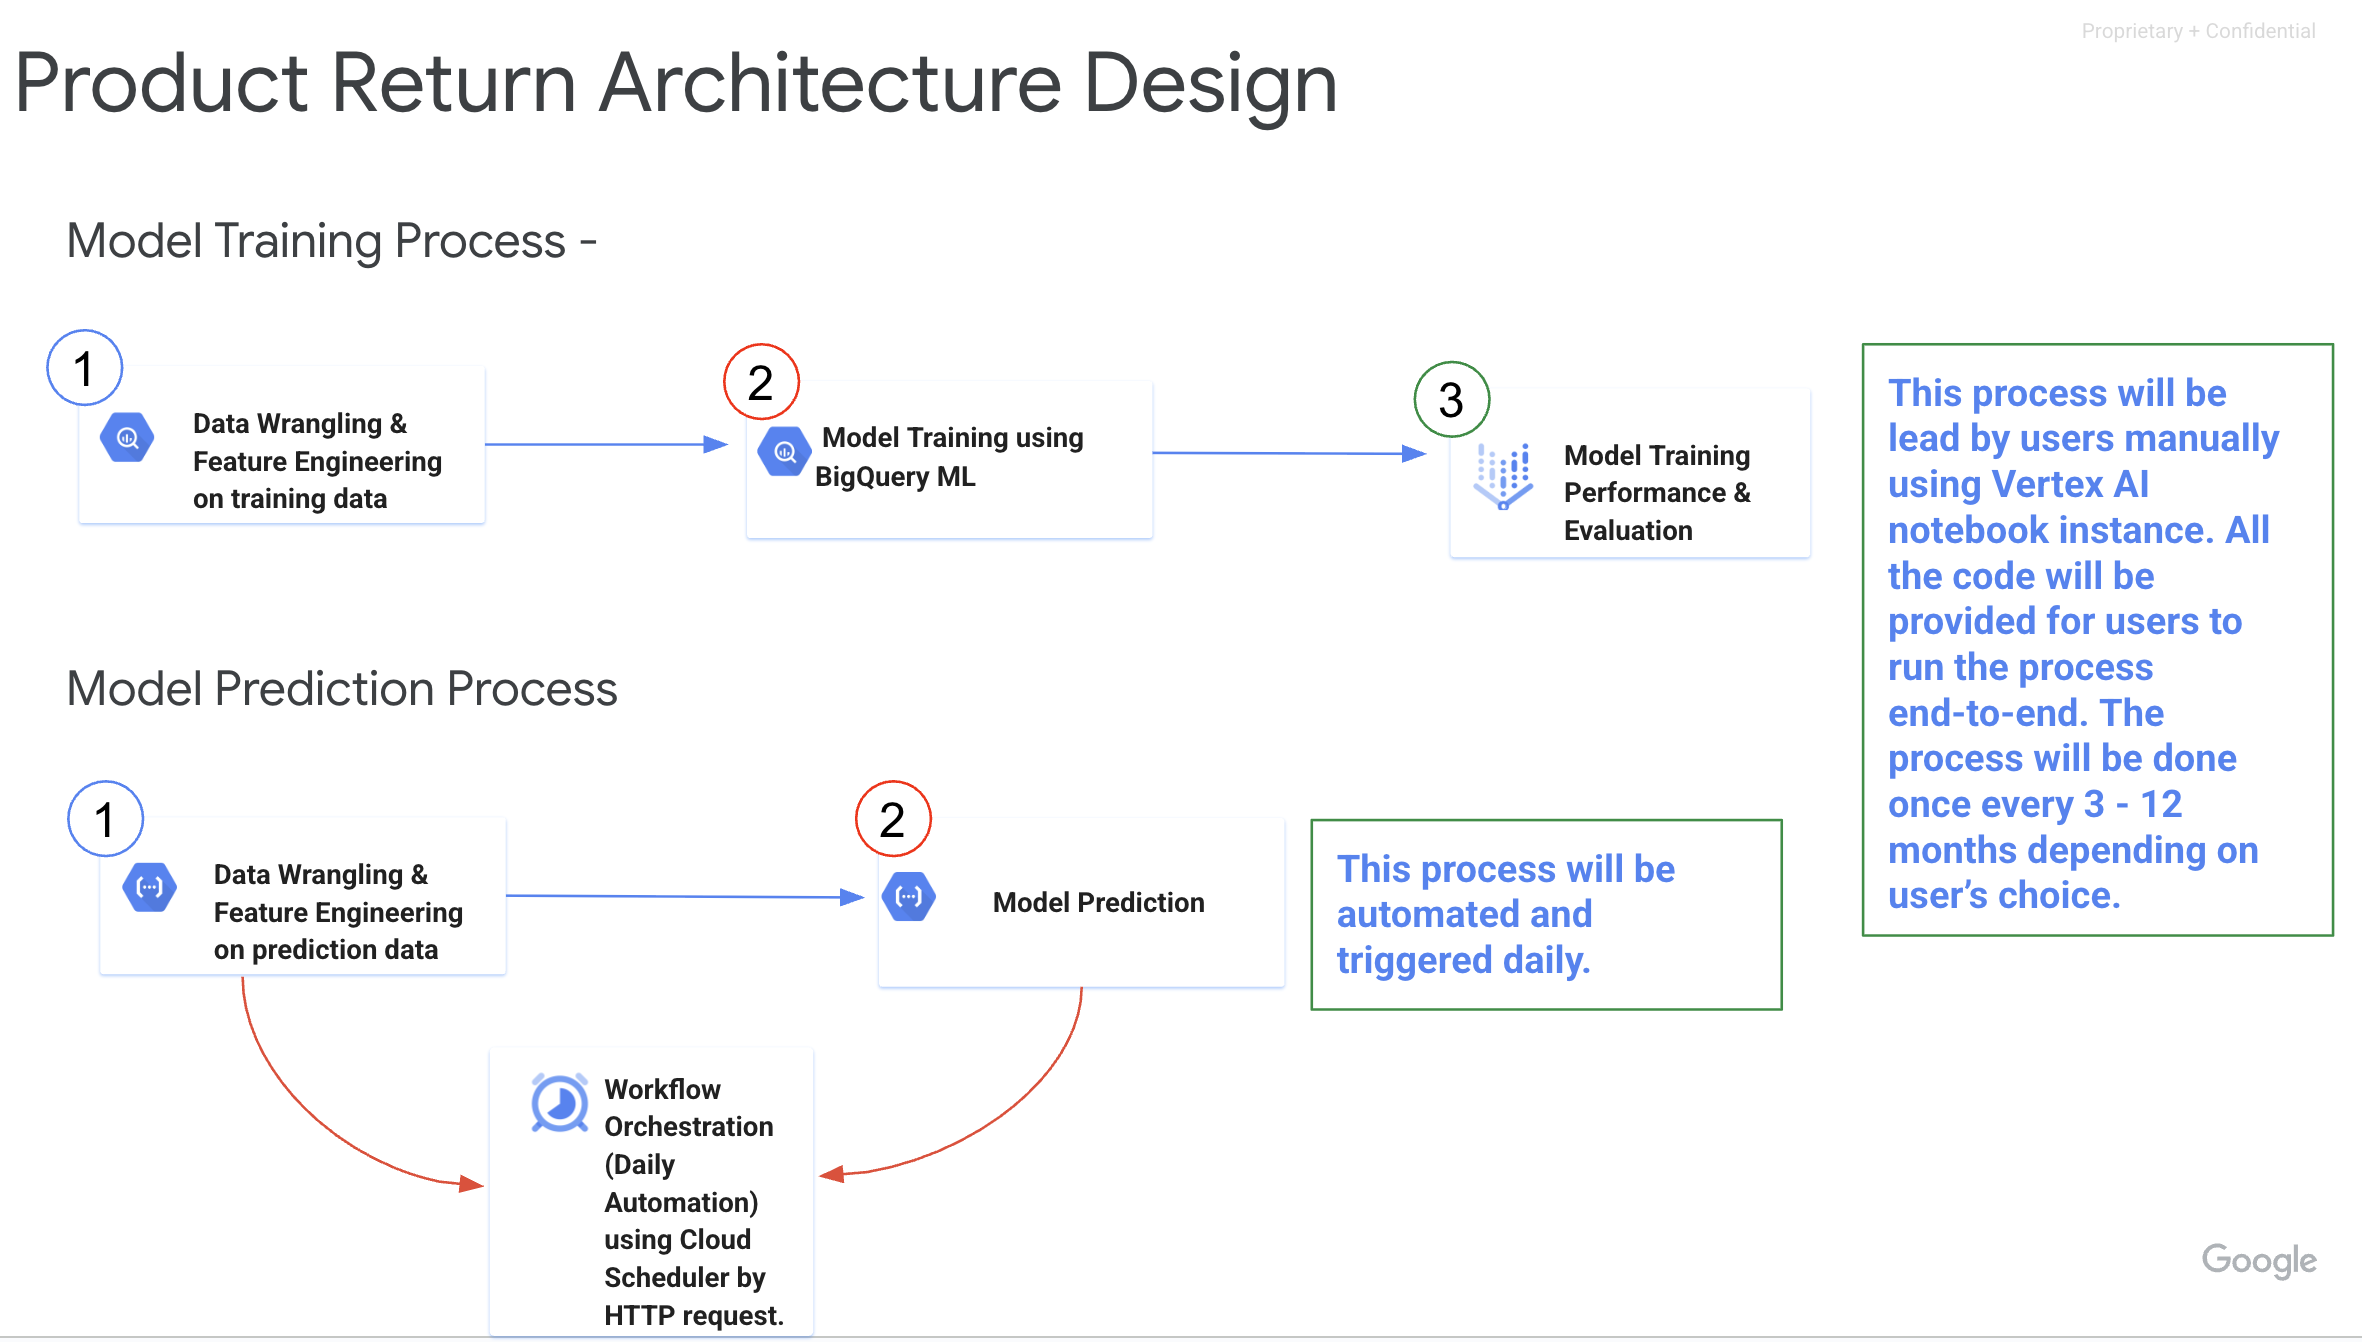 Proprietary + Confidential
Product Return Architecture Design
Model Training Process -
1
Data Wrangling &
Feature Engineering
on training data
2
Model Training using
BigQuery ML
3
Model Training
Performance &
Evaluation
This process will be
lead by users manually
using Vertex AI
notebook instance. All
the code will be
provided for users to
run the process
end-to-end. The
process will be done
once every 3 - 12
months depending on
user’s choice.
Model Prediction Process
1
Data Wrangling &
Feature Engineering
on prediction data
2
Model Prediction
This process will be
automated and
triggered daily.
Workflow
Orchestration
(Daily
Automation)
using Cloud
Scheduler by
HTTP request.
Google